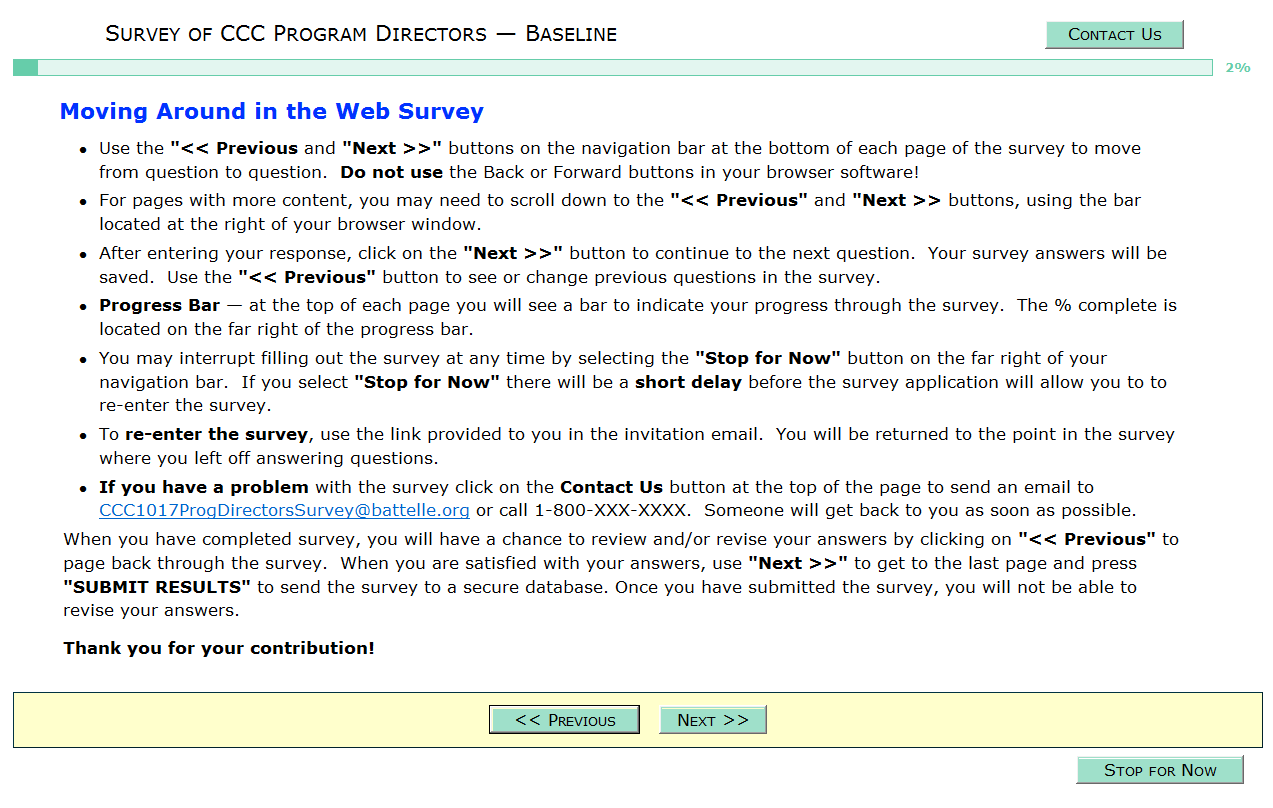 Survey of CCC Program Directors — Baseline
Contact Us
2%
Moving Around in the Web Survey
• Use the "<< Previous and "Next >>" buttons on the navigation bar at the bottom of each page of the survey to move
from question to question.  Do not use the Back or Forward buttons in your browser software!
• For pages with more content, you may need to scroll down to the "<< Previous" and "Next >> buttons, using the bar
located at the right of your browser window.
• After entering your response, click on the "Next >>" button to continue to the next question.  Your survey answers will be
saved.  Use the "<< Previous" button to see or change previous questions in the survey.
• Progress Bar — at the top of each page you will see a bar to indicate your progress through the survey.  The % complete is
located on the far right of the progress bar.
• You may interrupt filling out the survey at any time by selecting the "Stop for Now" button on the far right of your
navigation bar.  If you select "Stop for Now" there will be a short delay before the survey application will allow you to to
re-enter the survey.
• To re-enter the survey, use the link provided to you in the invitation email.  You will be returned to the point in the survey
where you left off answering questions.
• If you have a problem with the survey click on the Contact Us button at the top of the page to send an email to
CCC1017ProgDirectorsSurvey@battelle.org or call 1-800-XXX-XXXX.  Someone will get back to you as soon as possible.
When you have completed survey, you will have a chance to review and/or revise your answers by clicking on "<< Previous" to
page back through the survey.  When you are satisfied with your answers, use "Next >>" to get to the last page and press
"SUBMIT RESULTS" to send the survey to a secure database. Once you have submitted the survey, you will not be able to
revise your answers.
Thank you for your contribution!
<< Previous
Next >>
Stop for Now